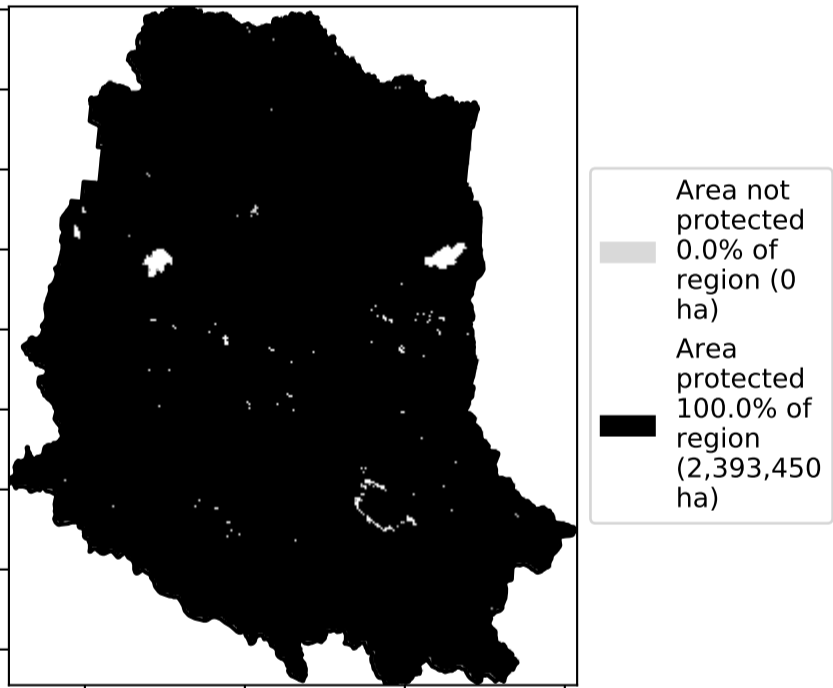 Area not
protected
0.0% of
region (0
ha)
Area
protected
100.0% of
region
(2,393,450
ha)